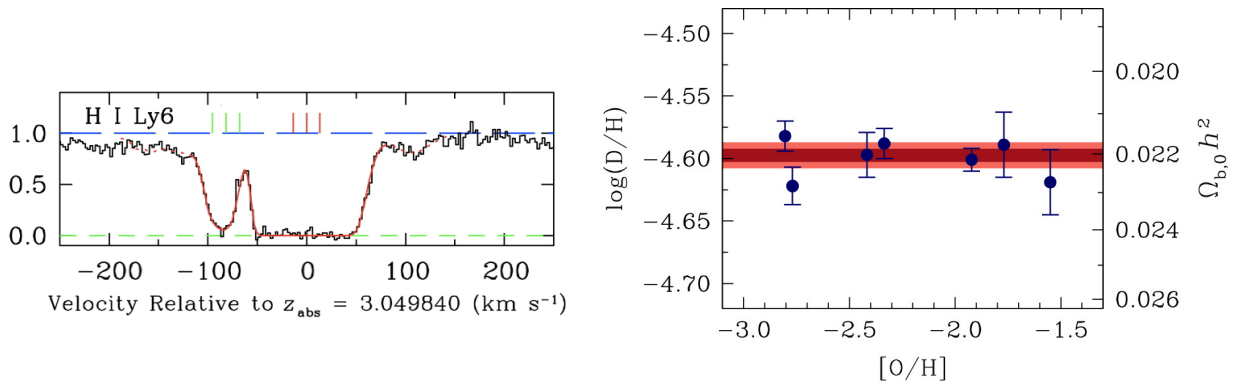 H I Ly6
1.0
0.5
0.0
−200 −100 0 100 200
Velocity Relative to z_abs = 3.049840 (km s⁻¹)
−4.50
−4.55
−4.60
−4.65
−4.70
log(D/H)
−3.0 −2.5 −2.0 −1.5
[O/H]
0.020
0.022
0.024
0.026
Ω_b,0 h²